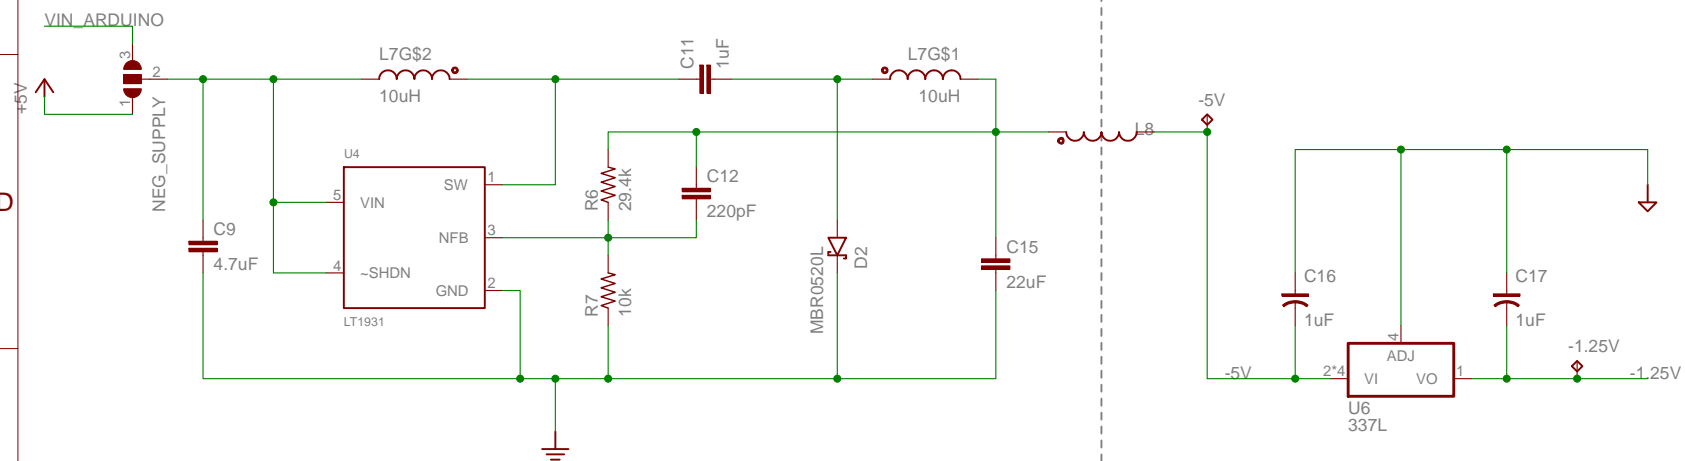 VIN_ARDUINO
+5V
3
2
1
NEG_SUPPLY
L7G$2
10uH
C11
1uF
L7G$1
10uH
L8
-5V
U4
SW
1
5
VIN
NFB
3
4
~SHDN
GND
2
LT1931
C9
4.7uF
R6
29.4k
C12
220pF
R7
10k
MBR0520L
D2
C15
22uF
C16
1uF
C17
1uF
4
ADJ
-1.25V
-5V
2*4
VI
VO
1
-1.25V
U6
337L
D